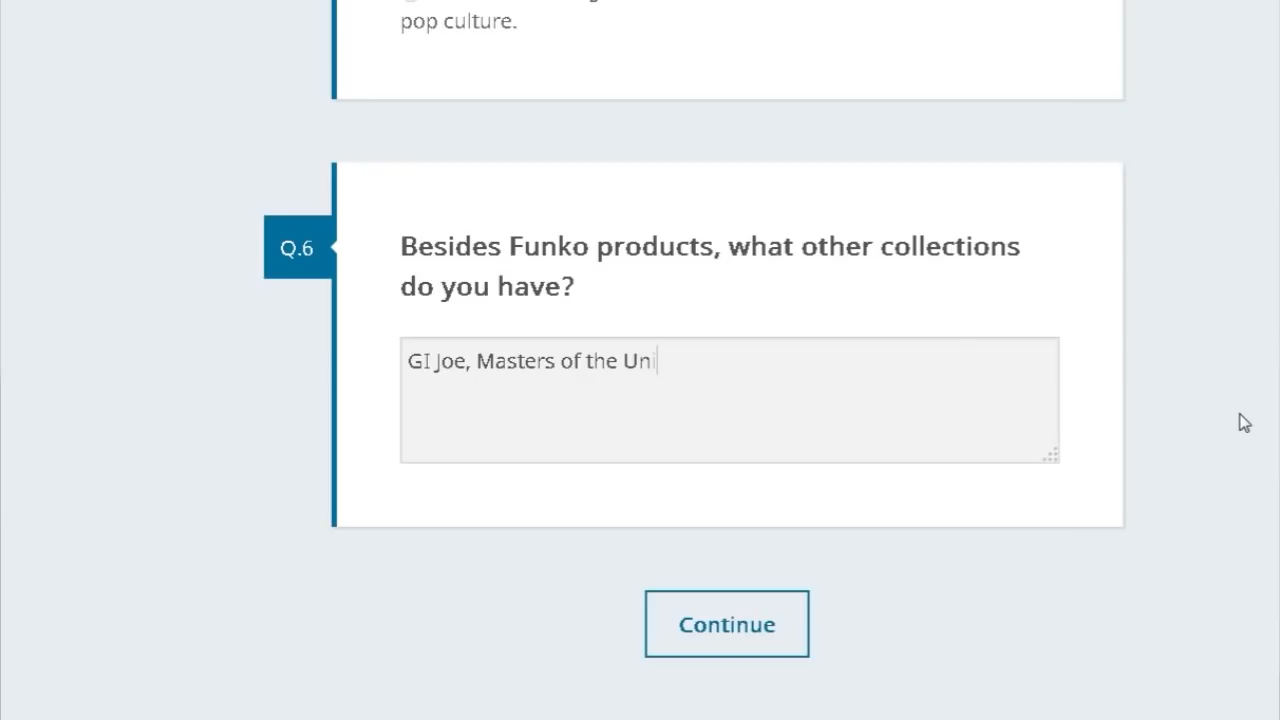 pop culture.
Q.6
Besides Funko products, what other collections
do you have?
GI Joe, Masters of the Uni
Continue